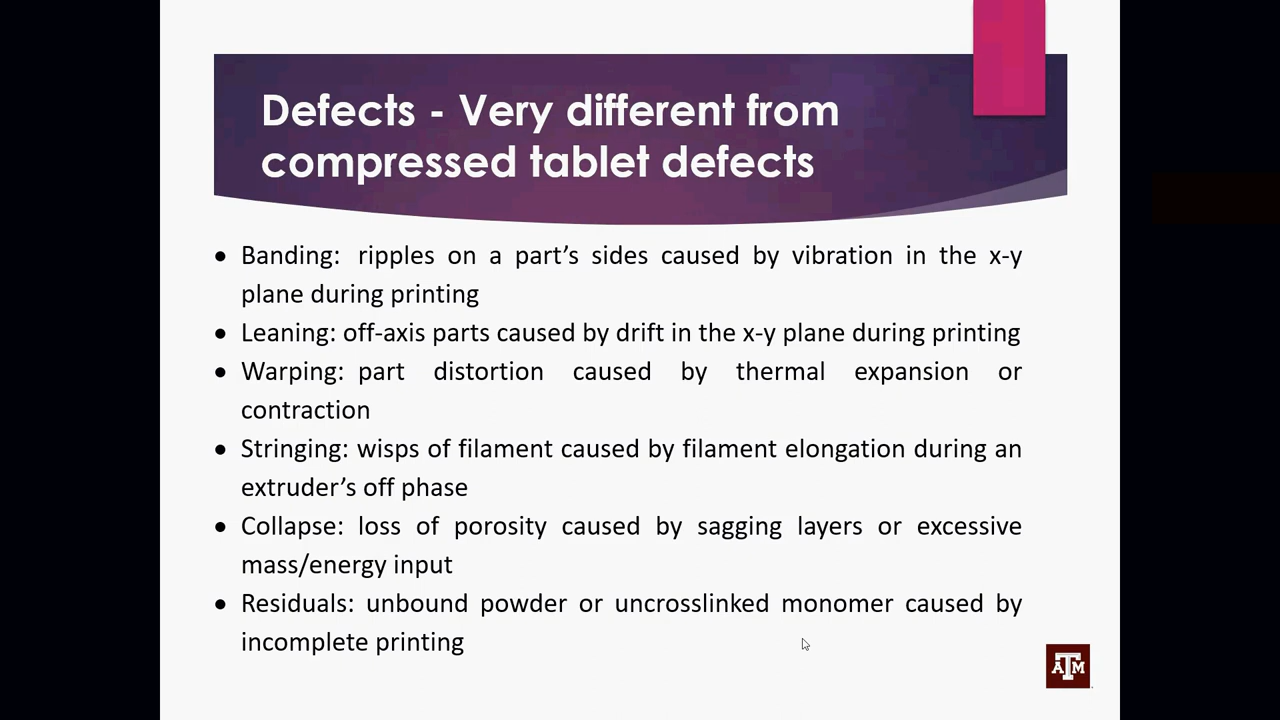 Defects - Very different from
compressed tablet defects
• Banding: ripples on a part’s sides caused by vibration in the x-y
plane during printing
• Leaning: off-axis parts caused by drift in the x-y plane during printing
• Warping: part distortion caused by thermal expansion or
contraction
• Stringing: wisps of filament caused by filament elongation during an
extruder’s off phase
• Collapse: loss of porosity caused by sagging layers or excessive
mass/energy input
• Residuals: unbound powder or uncrosslinked monomer caused by
incomplete printing
ATM